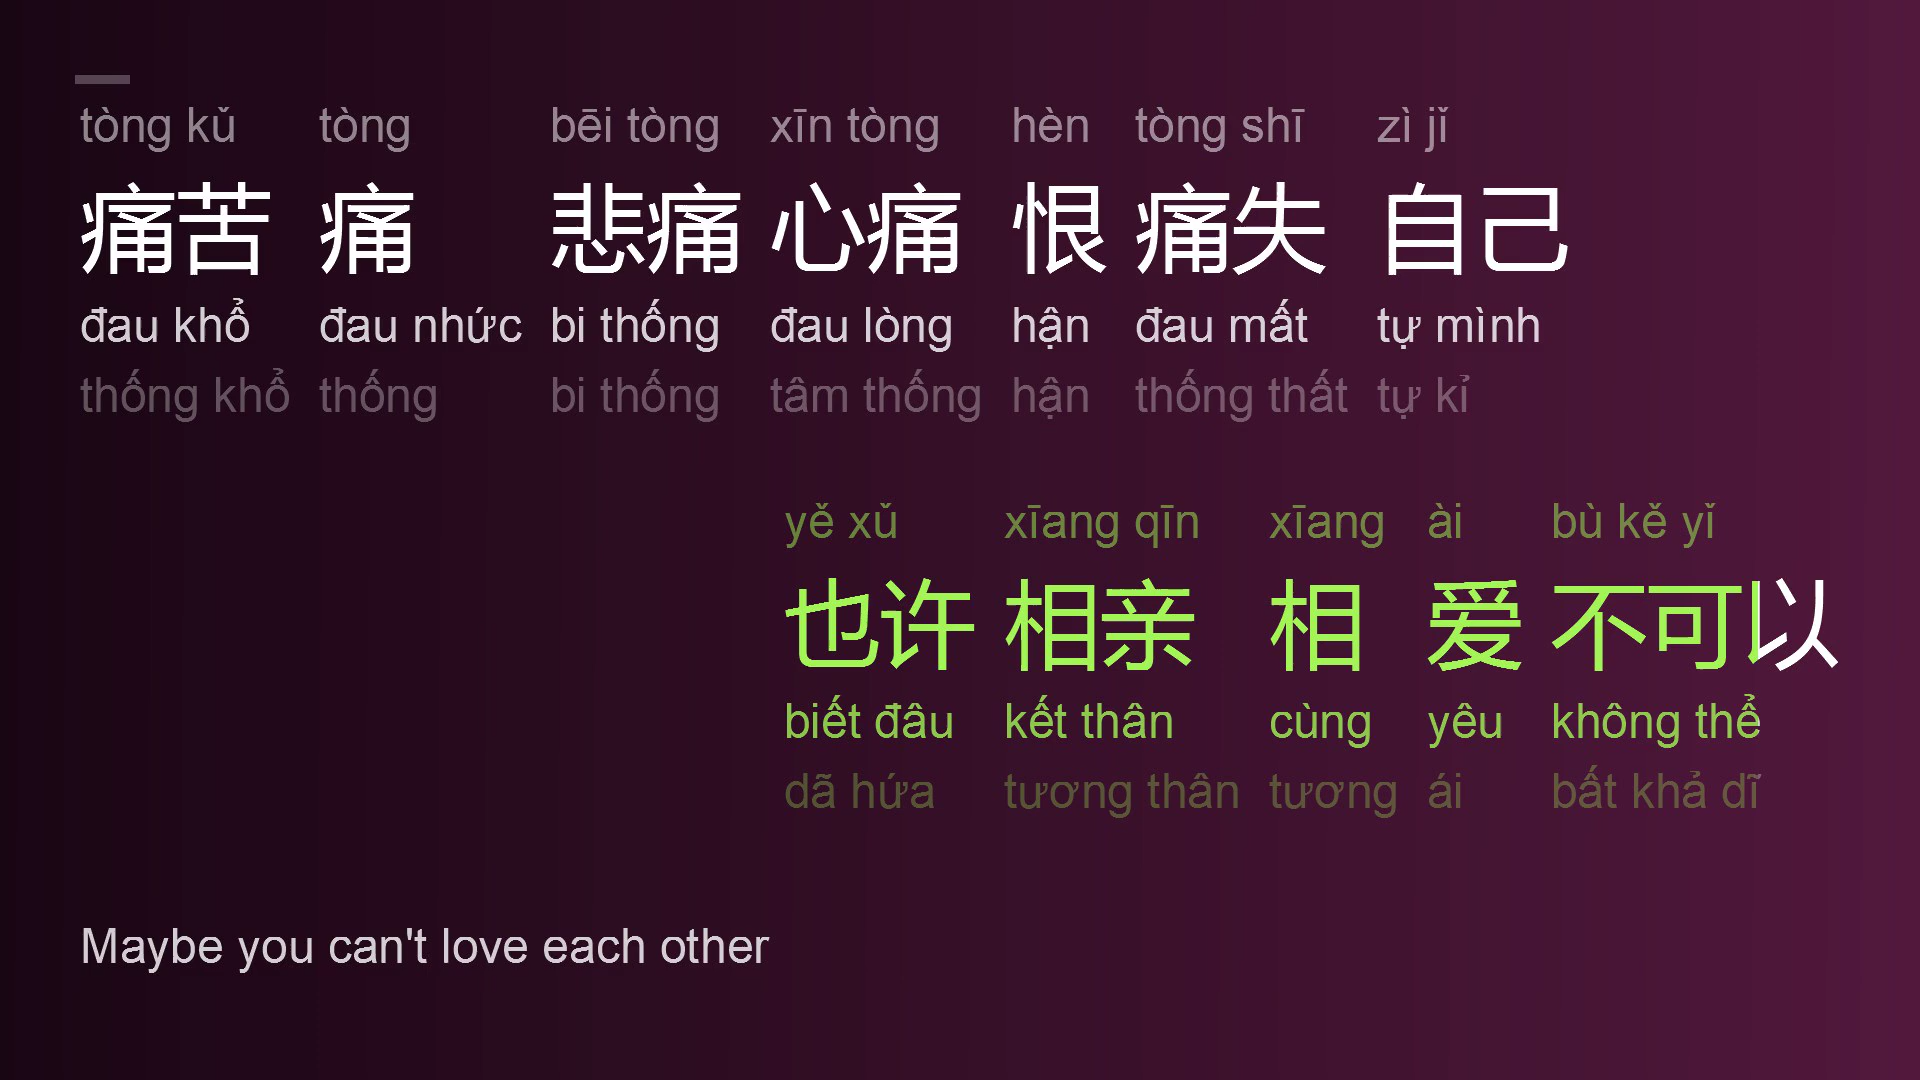 tòng kǔ tòng bēi tòng xīn tòng hèn tòng shī zì jǐ
痛苦 痛 悲痛 心痛 恨 痛失 自己
đau khổ đau nhức bi thống đau lòng hận đau mất tự mình
thống khổ thống bi thống tâm thống hận thống thất tự kỉ
yě xǔ xīang qīn xīang ài bù kě yǐ
也许 相亲 相 爱 不可以
biết đâu kết thân cùng yêu không thể
dã hứa tương thân tương ái bất khả dĩ
Maybe you can't love each other